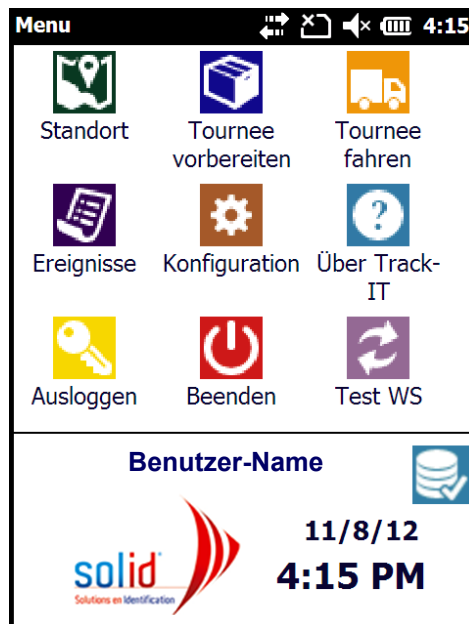 Menu 4:15
Standort Tournee vorbereiten Tournee fahren
Ereignisse Konfiguration Über Track-IT
Ausloggen Beenden Test WS
Benutzer-Name
solid
Solutions en Identification
11/8/12
4:15 PM